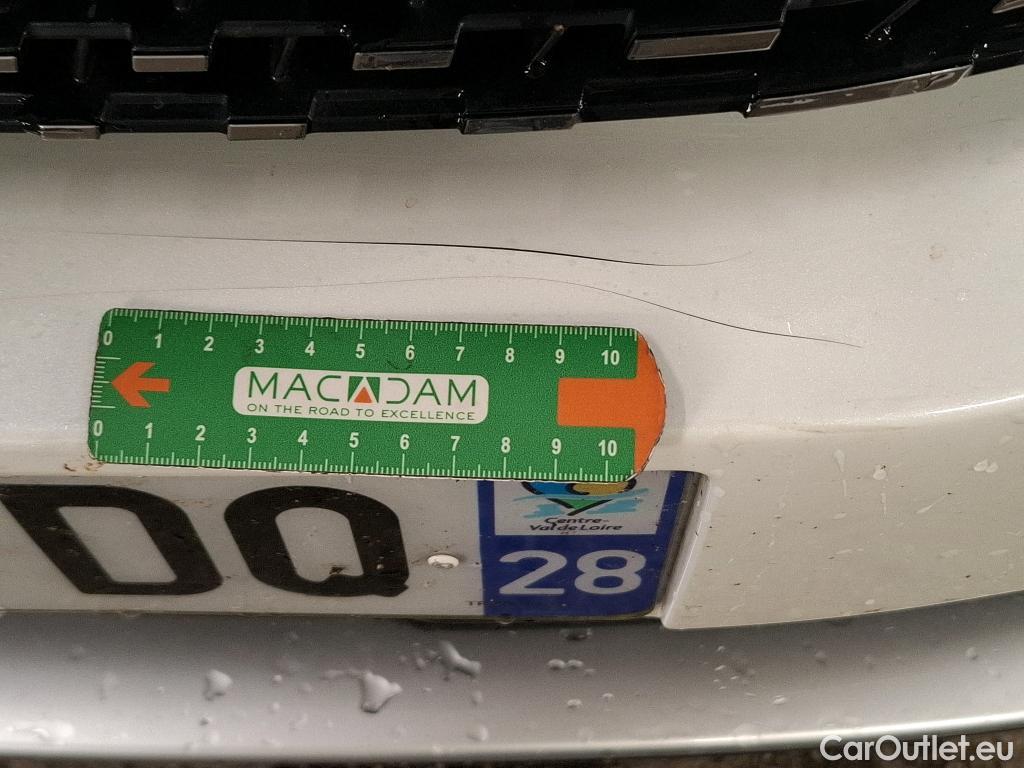 0 1 2 3 4 5 6 7 8 9 10
MACADAM
ON THE ROAD TO EXCELLENCE
0 1 2 3 4 5 6 7 8 9 10
DQ
Centre-
Val de Loire
28
CarOutlet.eu